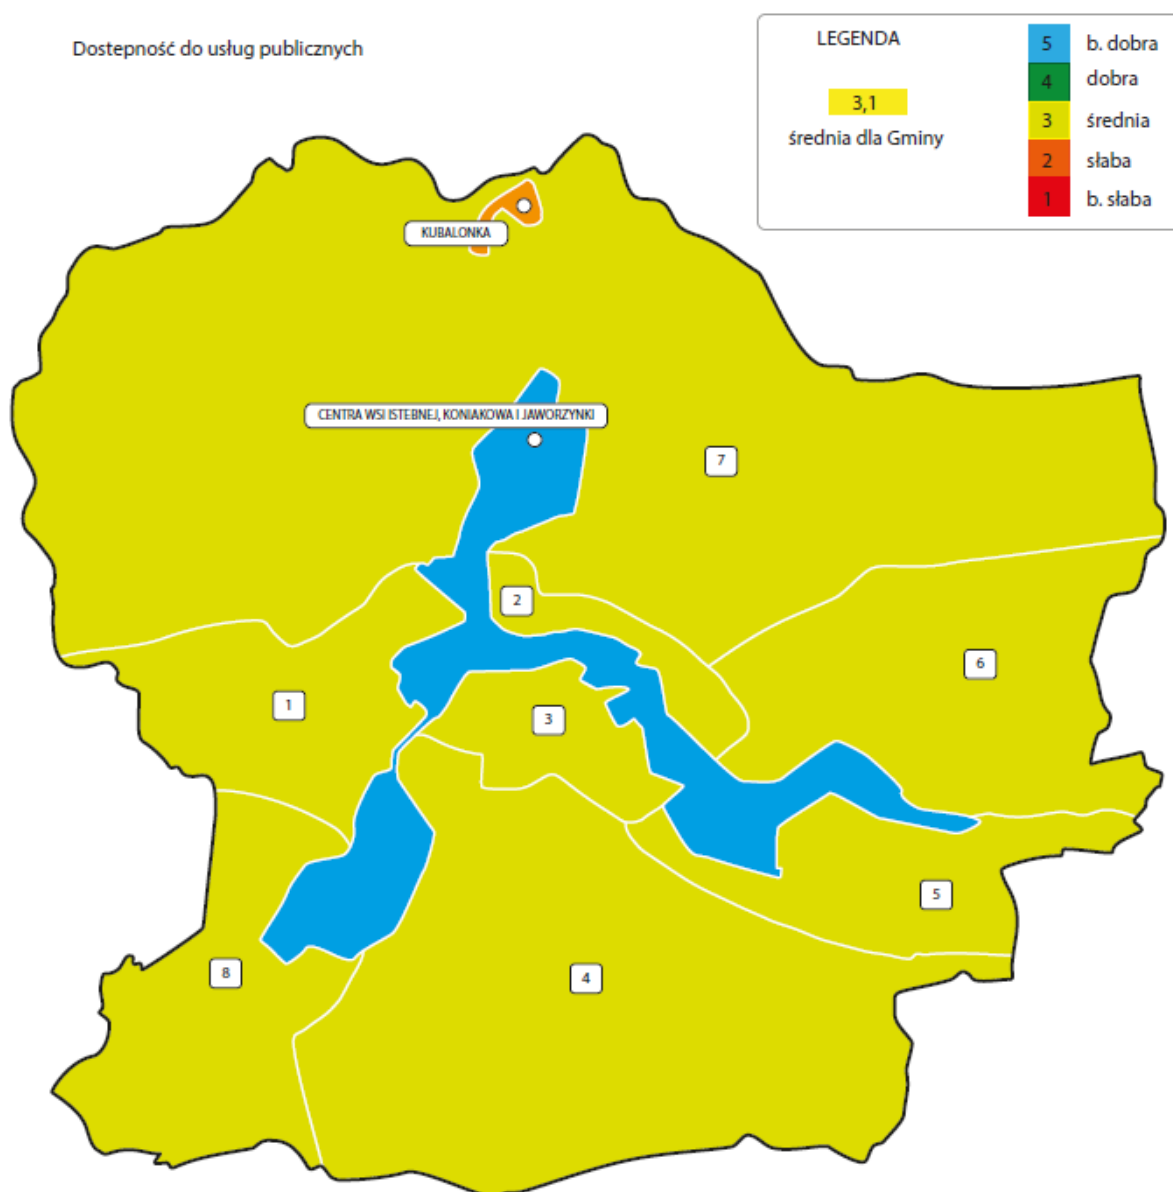 Dostepność do usług publicznych
LEGENDA
3,1
średnia dla Gminy
5 b. dobra
4 dobra
3 średnia
2 słaba
1 b. słaba
KUBALONKA
CENTRA WSI ISTEBNEJ, KONIAKOWA I JAWORZYNKI
7
2
6
1
3
5
8
4